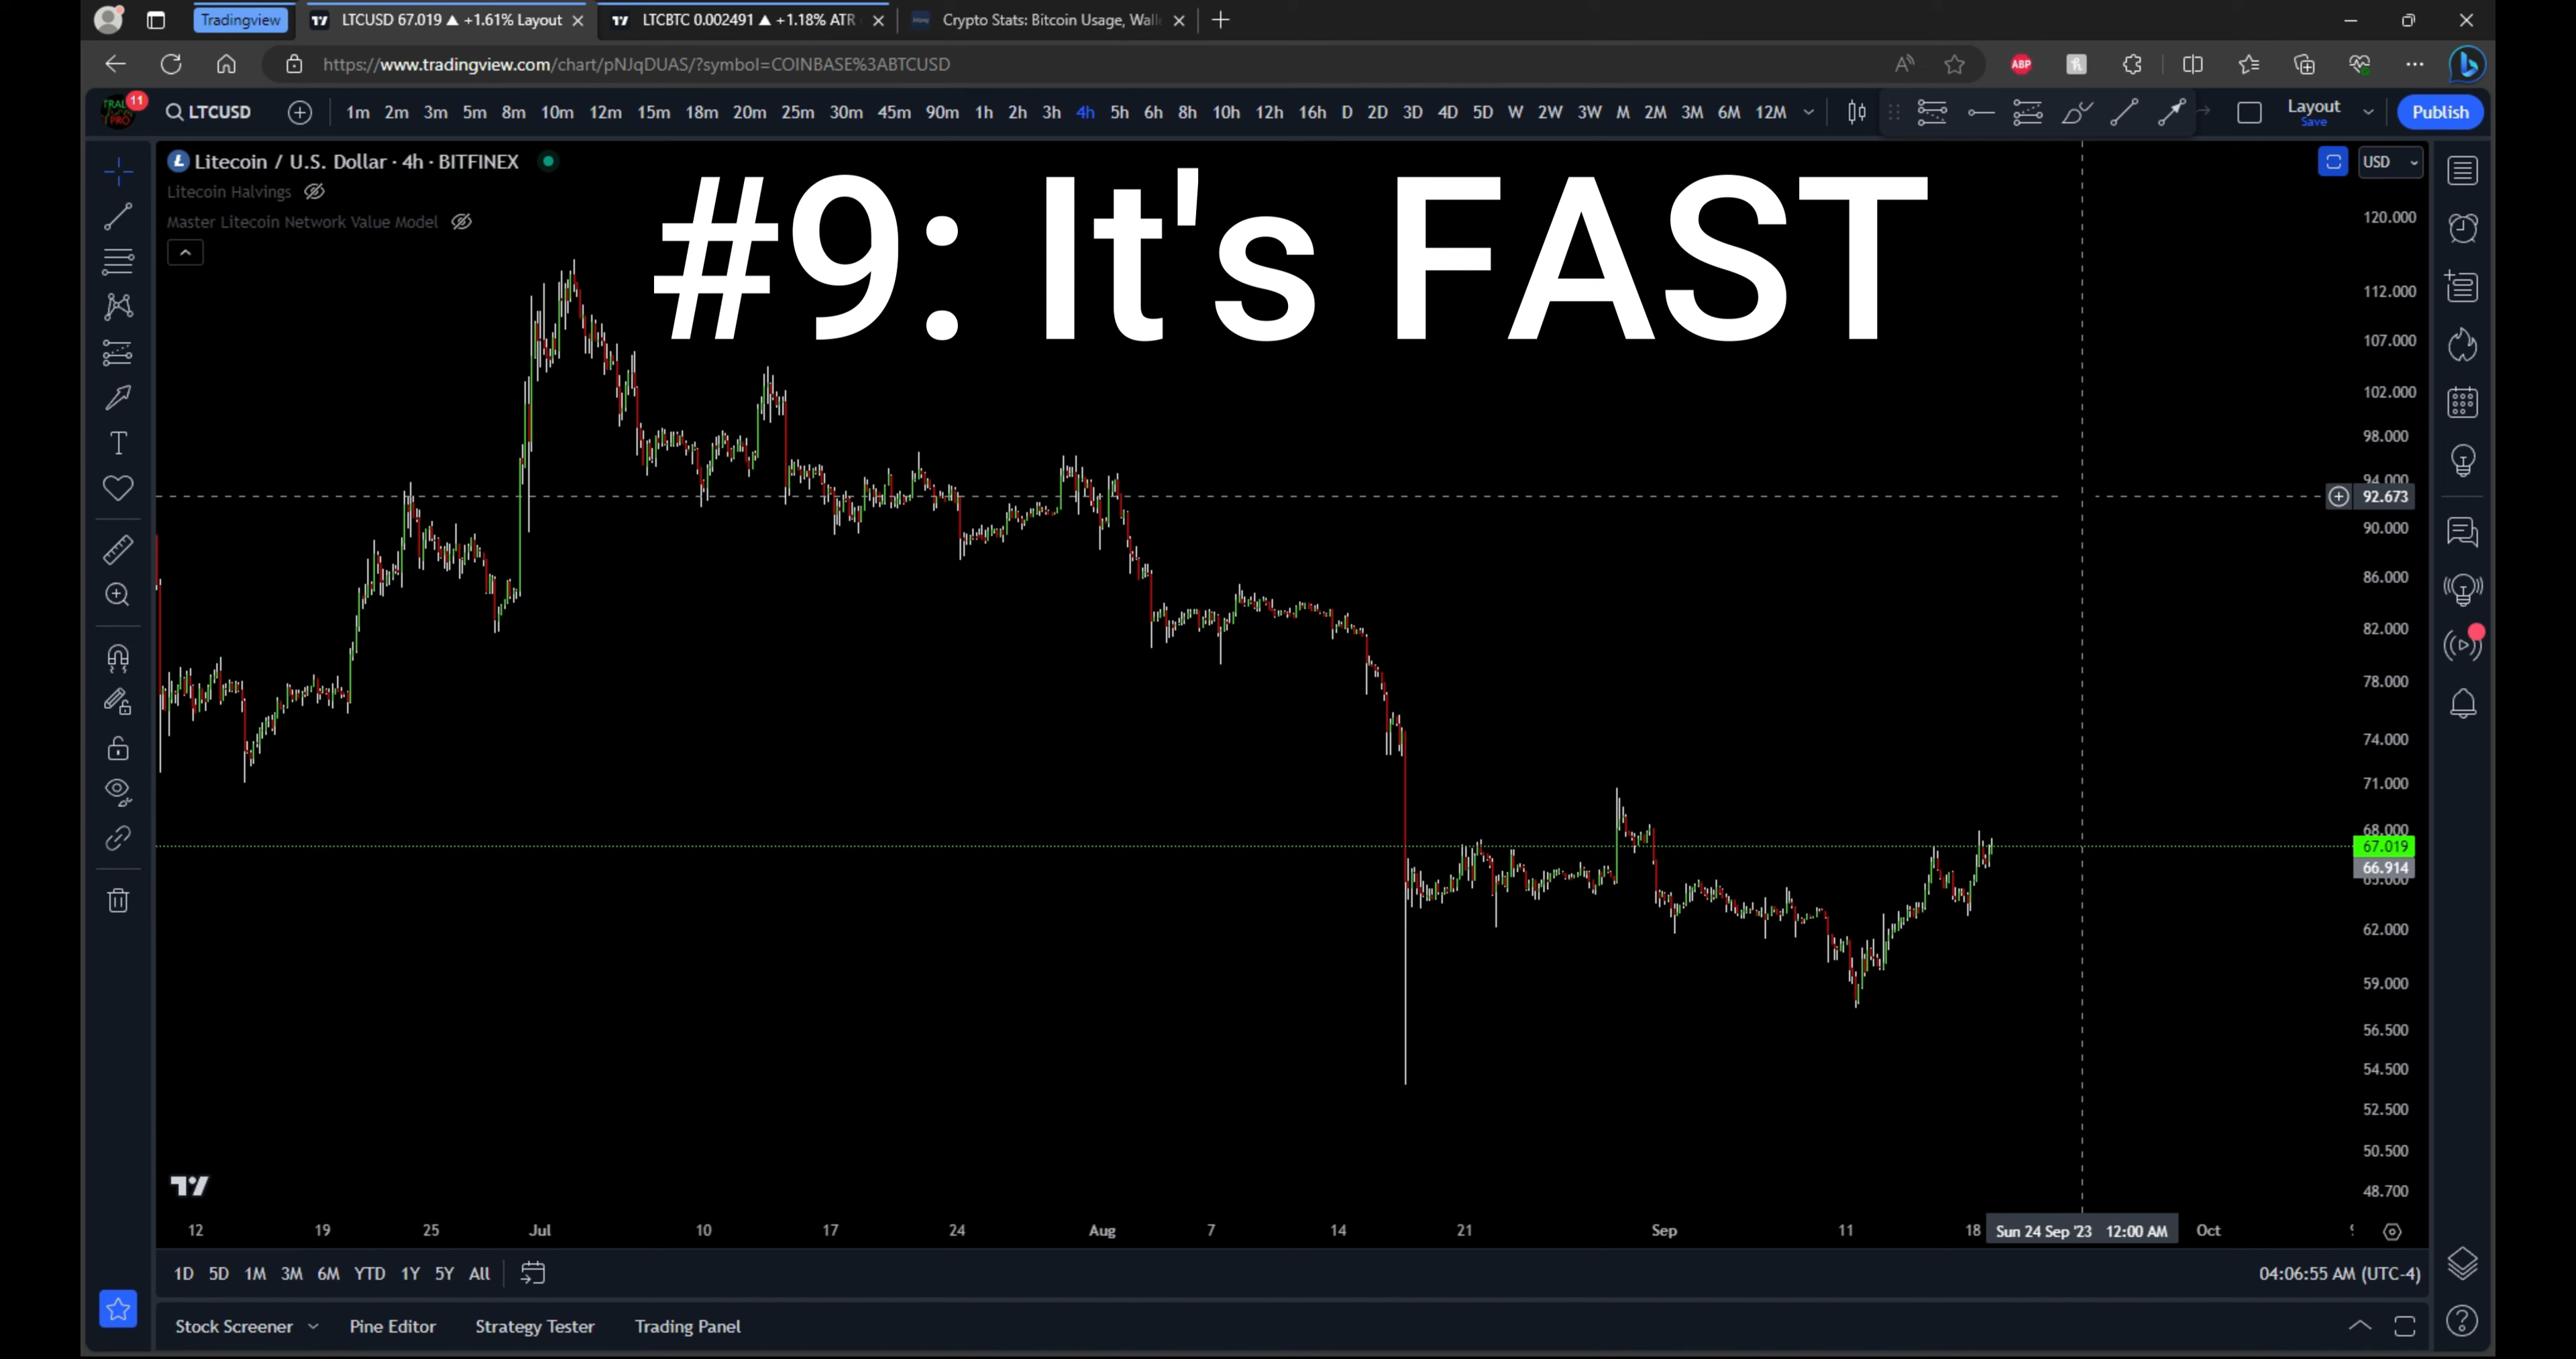 Tradingview
LTCUSD 67.019 ▲ +1.61% Layout
LTCBTC 0.002491 ▲ +1.18% ATR
Crypto Stats: Bitcoin Usage, Wall
https://www.tradingview.com/chart/pNJqDUAS/?symbol=COINBASE%3ABTCUSD
ABP
11
LTCUSD
1m 2m 3m 5m 8m 10m 12m 15m 18m 20m 25m 30m 45m 90m 1h 2h 3h 4h 5h 6h 8h 10h 12h 16h D 2D 3D 4D 5D W 2W 3W M 2M 3M 6M 12M
Layout
Save
Publish
Litecoin / U.S. Dollar · 4h · BITFINEX
USD
Litecoin Halvings
Master Litecoin Network Value Model
#9: It's FAST
120.000
112.000
107.000
102.000
98.000
94.000
92.673
90.000
86.000
82.000
78.000
74.000
71.000
68.000
67.019
66.914
65.000
62.000
59.000
56.500
54.500
52.500
50.500
48.700
12 19 25 Jul 10 17 24 Aug 7 14 21 Sep 11 18 Sun 24 Sep '23 12:00 AM Oct
1D 5D 1M 3M 6M YTD 1Y 5Y All
04:06:55 AM (UTC-4)
Stock Screener Pine Editor Strategy Tester Trading Panel